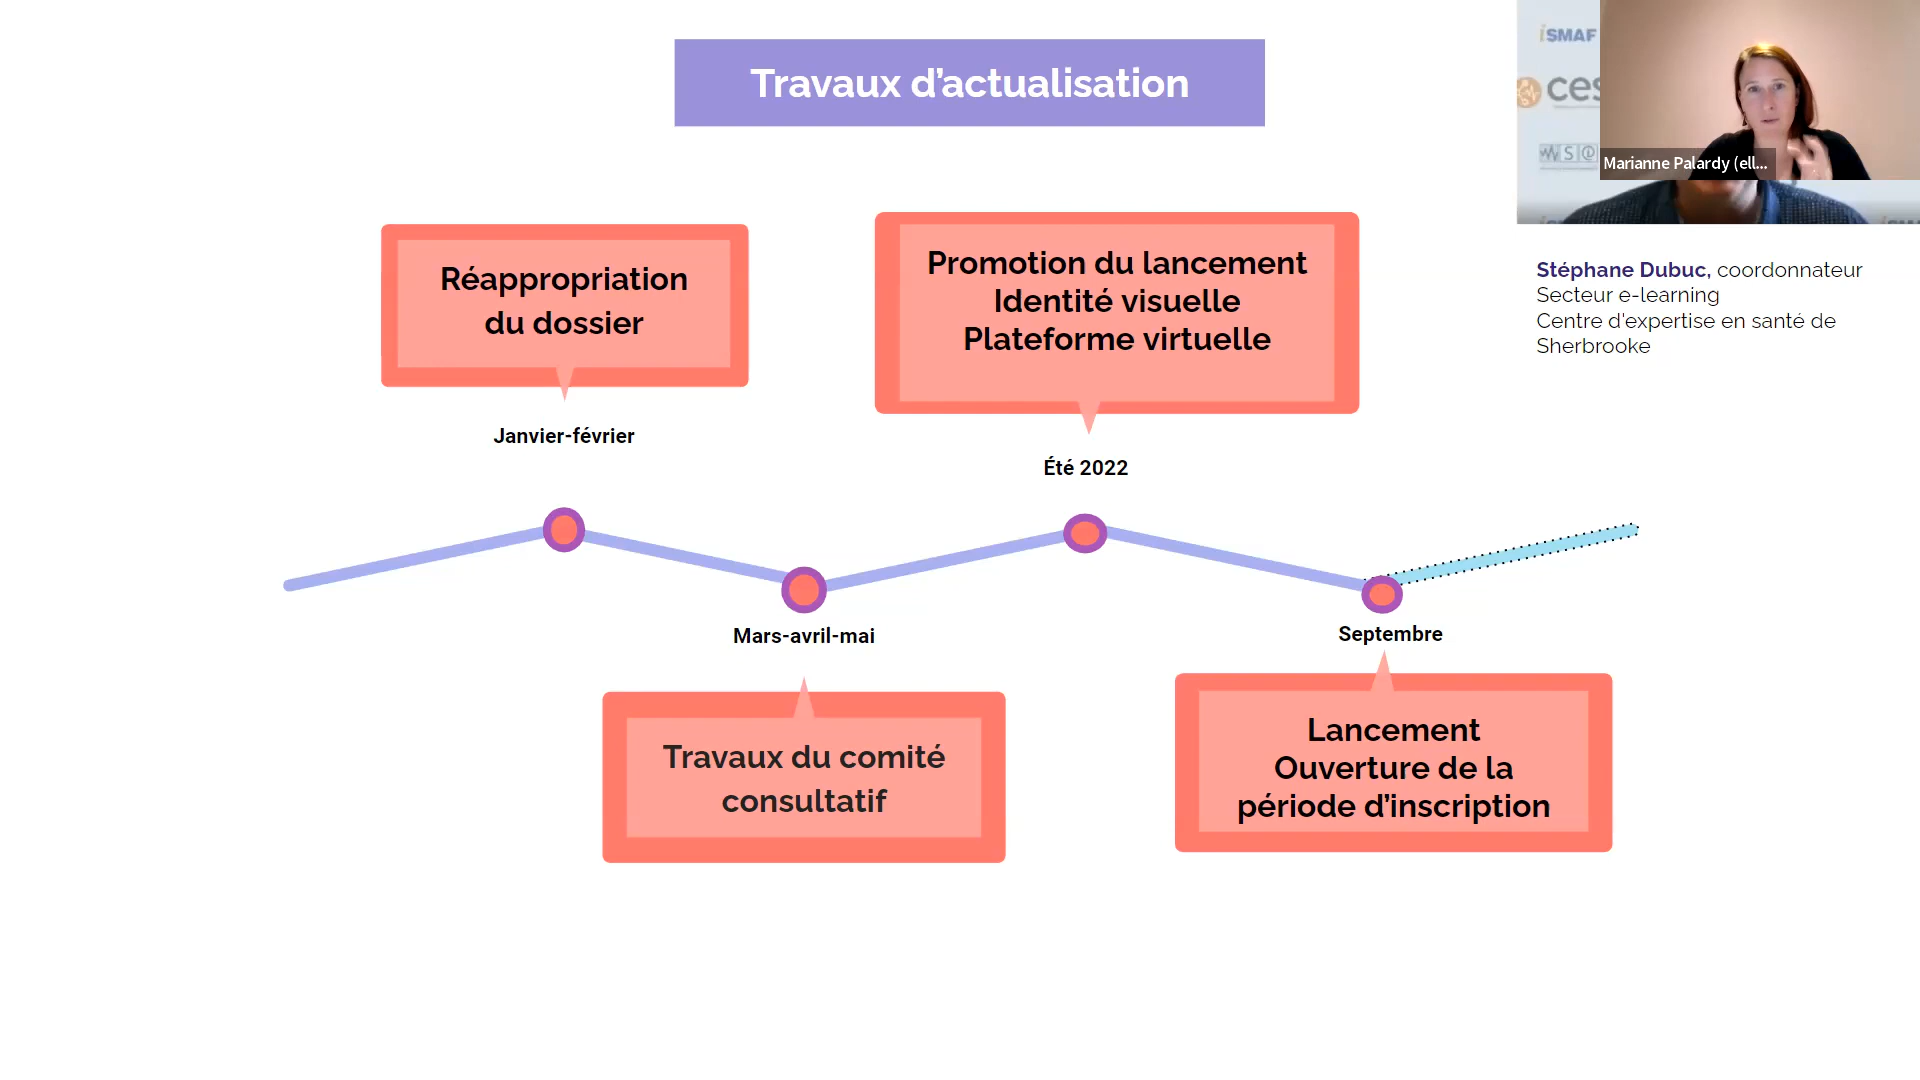 Travaux d’actualisation
iSMAF
ces
Marianne Palardy (ell...
Réappropriation
du dossier
Promotion du lancement
Identité visuelle
Plateforme virtuelle
Stéphane Dubuc, coordonnateur
Secteur e-learning
Centre d'expertise en santé de
Sherbrooke
Janvier-février
Été 2022
Mars-avril-mai
Septembre
Travaux du comité
consultatif
Lancement
Ouverture de la
période d’inscription